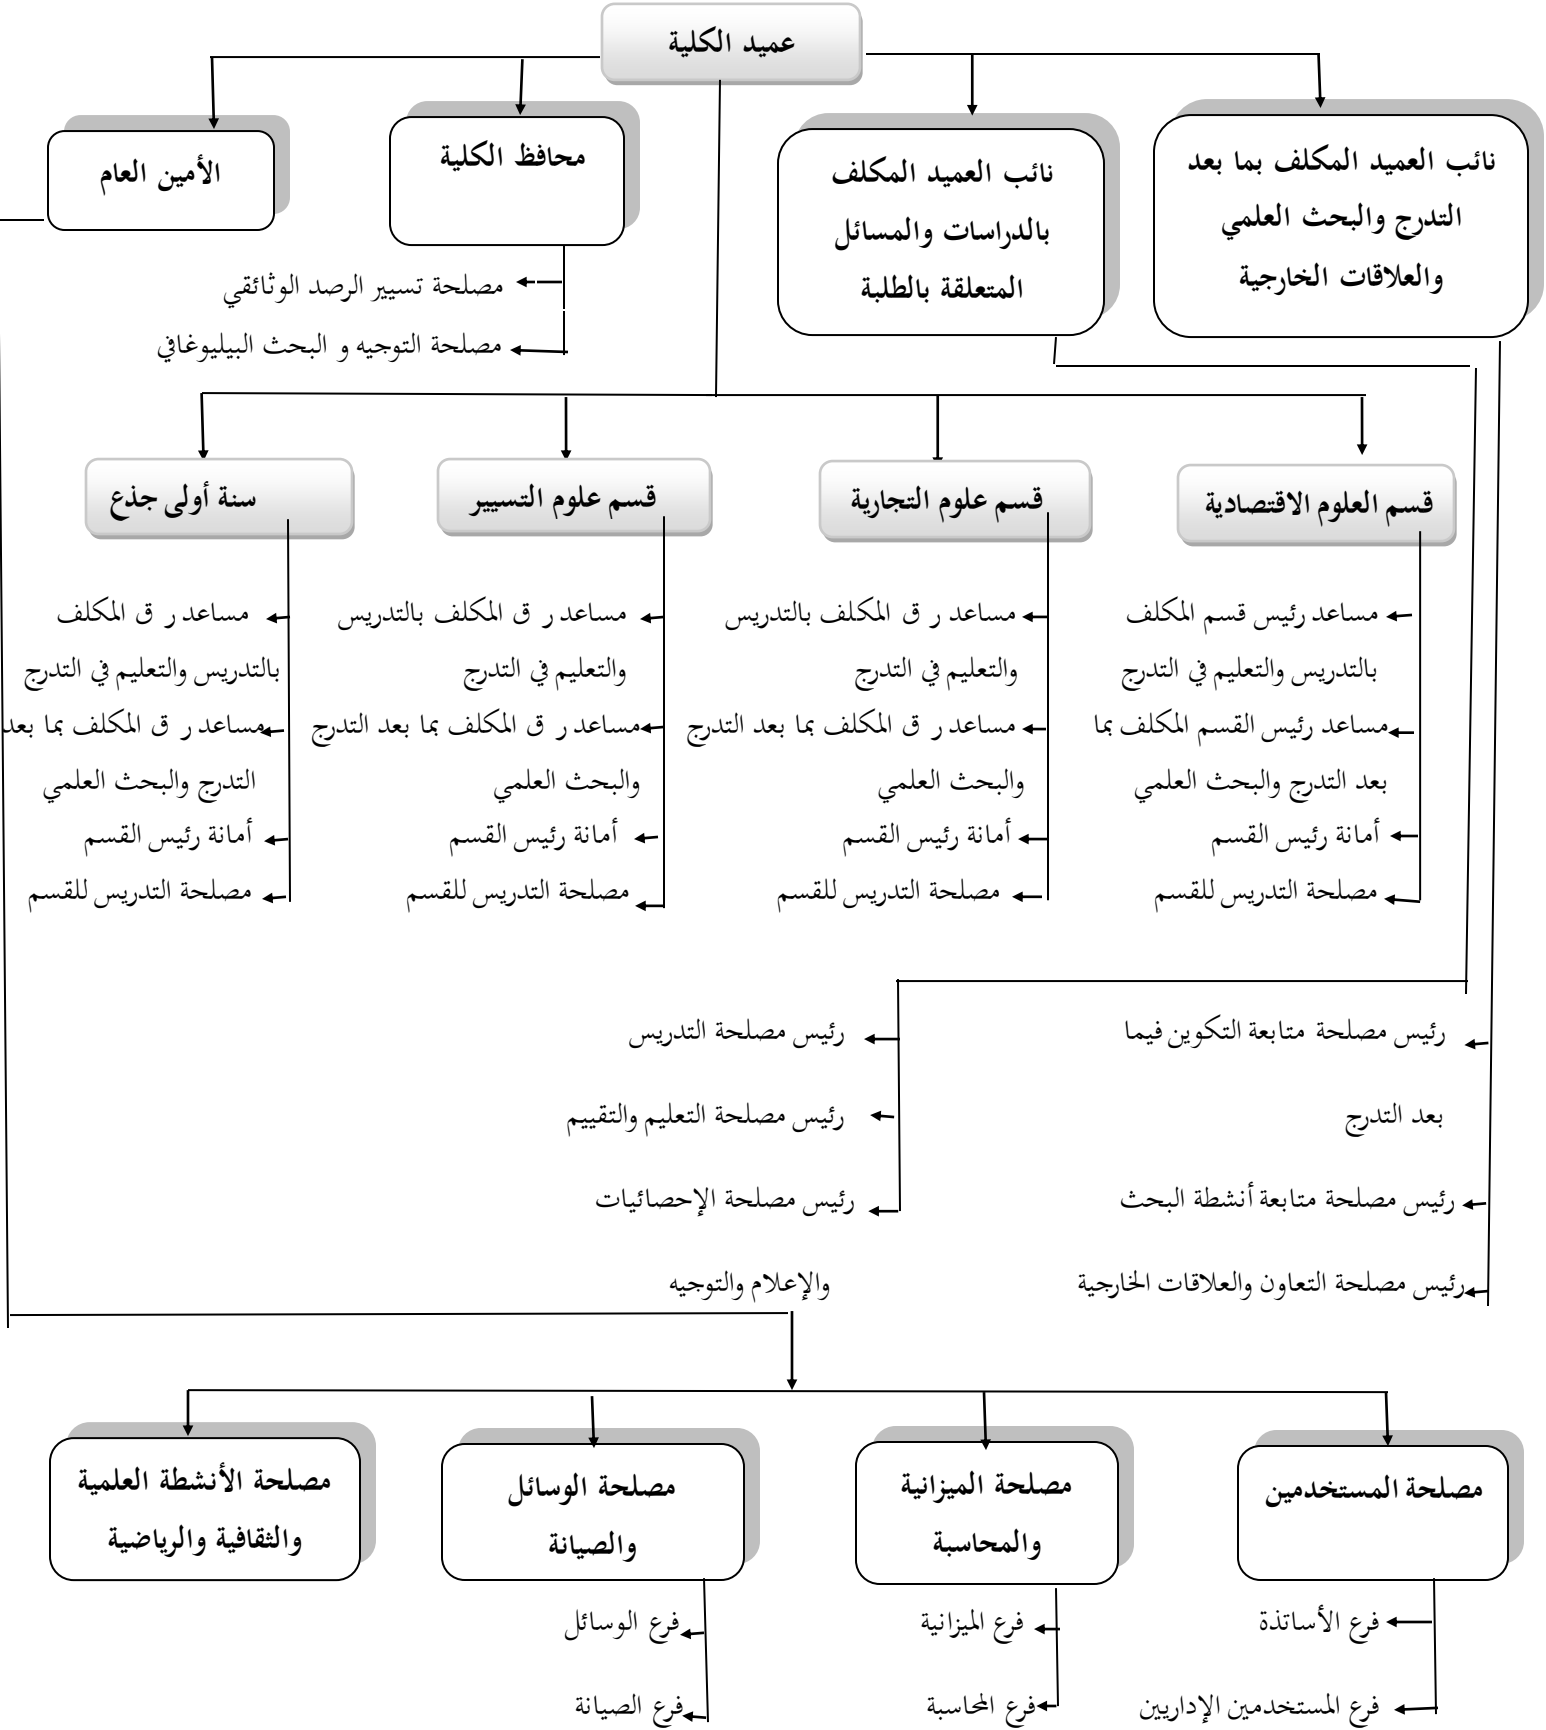 عميد الكلية
نائب العميد المكلف بما بعد
التدرج والبحث العلمي
والعلاقات الخارجية
نائب العميد المكلف
بالدراسات والمسائل
المتعلقة بالطلبة
محافظ الكلية
الأمين العام
مصلحة تسيير الرصد الوثائقي
مصلحة التوجيه و البحث البيليوغافي
قسم العلوم الاقتصادية
قسم علوم التجارية
قسم علوم التسيير
سنة أولى جذع
مساعد رئيس قسم المكلف
بالتدريس والتعليم في التدرج
مساعد رئيس القسم المكلف بما
بعد التدرج والبحث العلمي
أمانة رئيس القسم
مصلحة التدريس للقسم
مساعد ر ق المكلف بالتدريس
والتعليم في التدرج
مساعد ر ق المكلف بما بعد التدرج
والبحث العلمي
أمانة رئيس القسم
مصلحة التدريس للقسم
مساعد ر ق المكلف بالتدريس
والتعليم في التدرج
مساعد ر ق المكلف بما بعد التدرج
والبحث العلمي
أمانة رئيس القسم
مصلحة التدريس للقسم
مساعد ر ق المكلف
بالتدريس والتعليم في التدرج
مساعد ر ق المكلف بما بعد
التدرج والبحث العلمي
أمانة رئيس القسم
مصلحة التدريس للقسم
رئيس مصلحة متابعة التكوين فيما
بعد التدرج
رئيس مصلحة متابعة أنشطة البحث
رئيس مصلحة التعاون والعلاقات الخارجية
رئيس مصلحة التدريس
رئيس مصلحة التعليم والتقييم
رئيس مصلحة الإحصائيات
والإعلام والتوجيه
مصلحة المستخدمين
مصلحة الميزانية
والمحاسبة
مصلحة الوسائل
والصيانة
مصلحة الأنشطة العلمية
والثقافية والرياضية
فرع الأساتذة
فرع المستخدمين الإداريين
فرع الميزانية
فرع المحاسبة
فرع الوسائل
فرع الصيانة